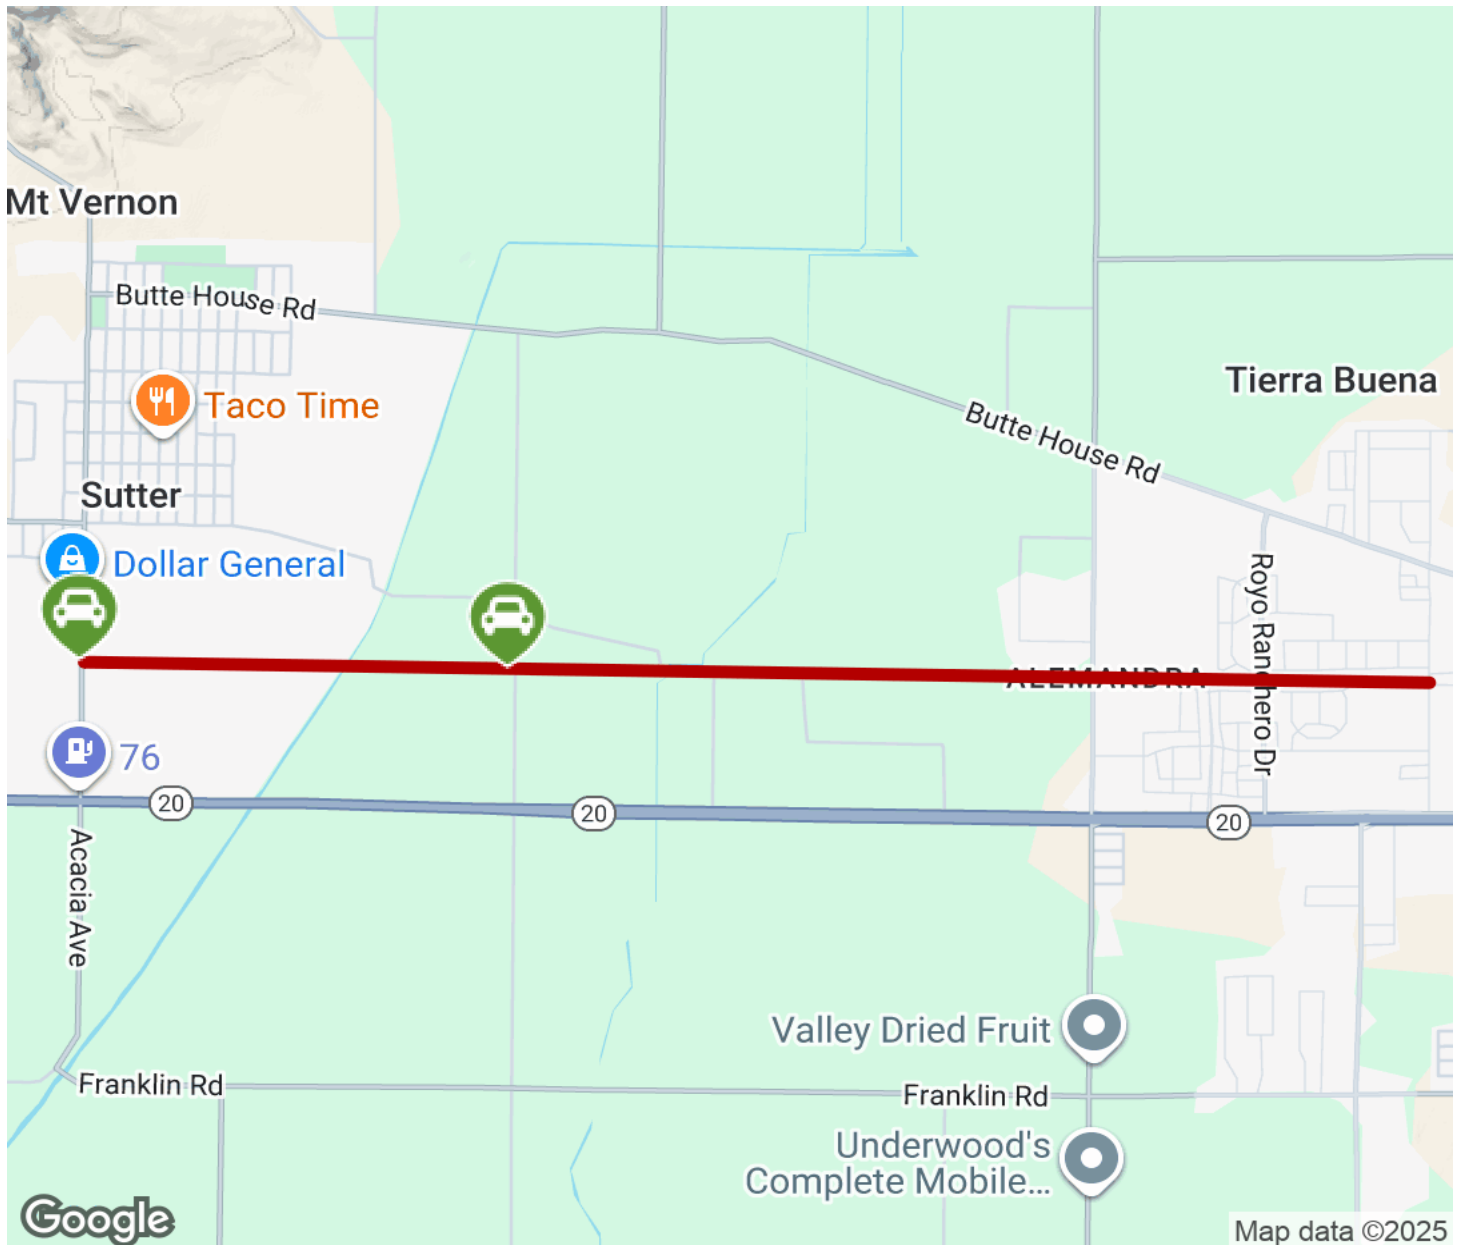 Mt Vernon
Butte House Rd
Tierra Buena
Taco Time
Butte House Rd
Sutter
Dollar General
Royo Ranchero Dr
ALEMANDRA
76
20
20
20
Acacia Ave
Valley Dried Fruit
Franklin Rd
Franklin Rd
Underwood's
Complete Mobile...
Google
Map data ©2025